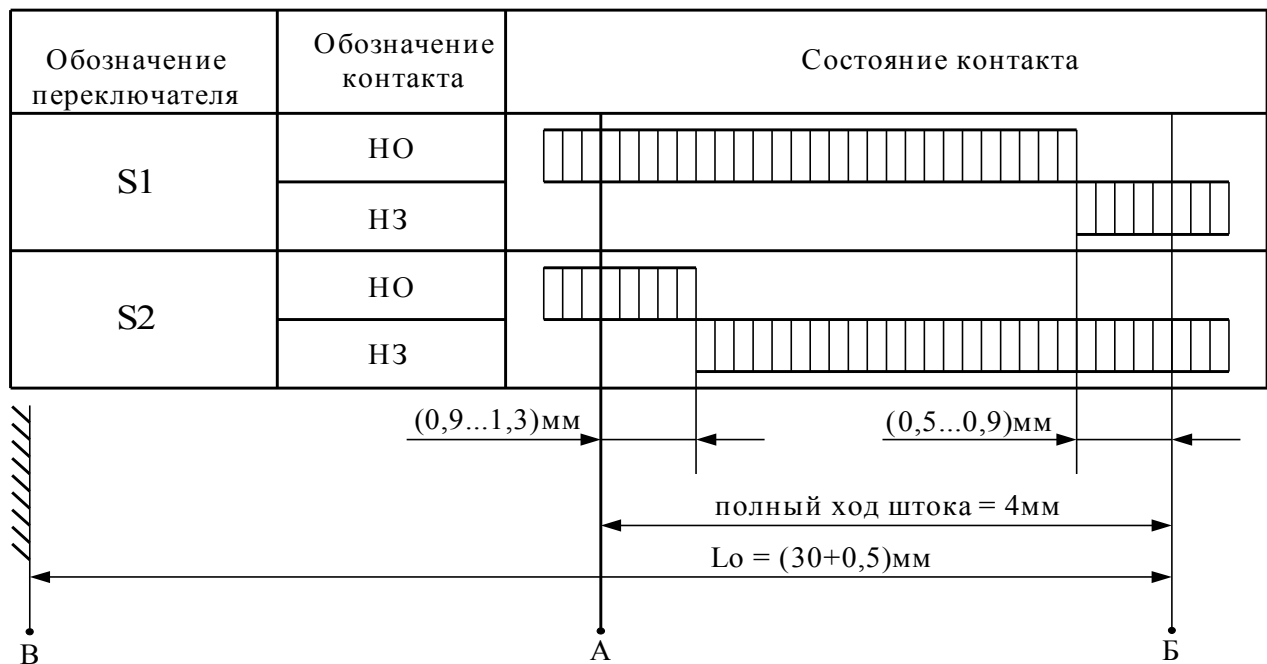 Обозначение
переключателя
Обозначение
контакта
Состояние контакта
S1
НО
НЗ
S2
НО
НЗ
(0,9...1,3)мм
(0,5...0,9)мм
полный ход штока = 4мм
Lo = (30+0,5)мм
В
А
Б